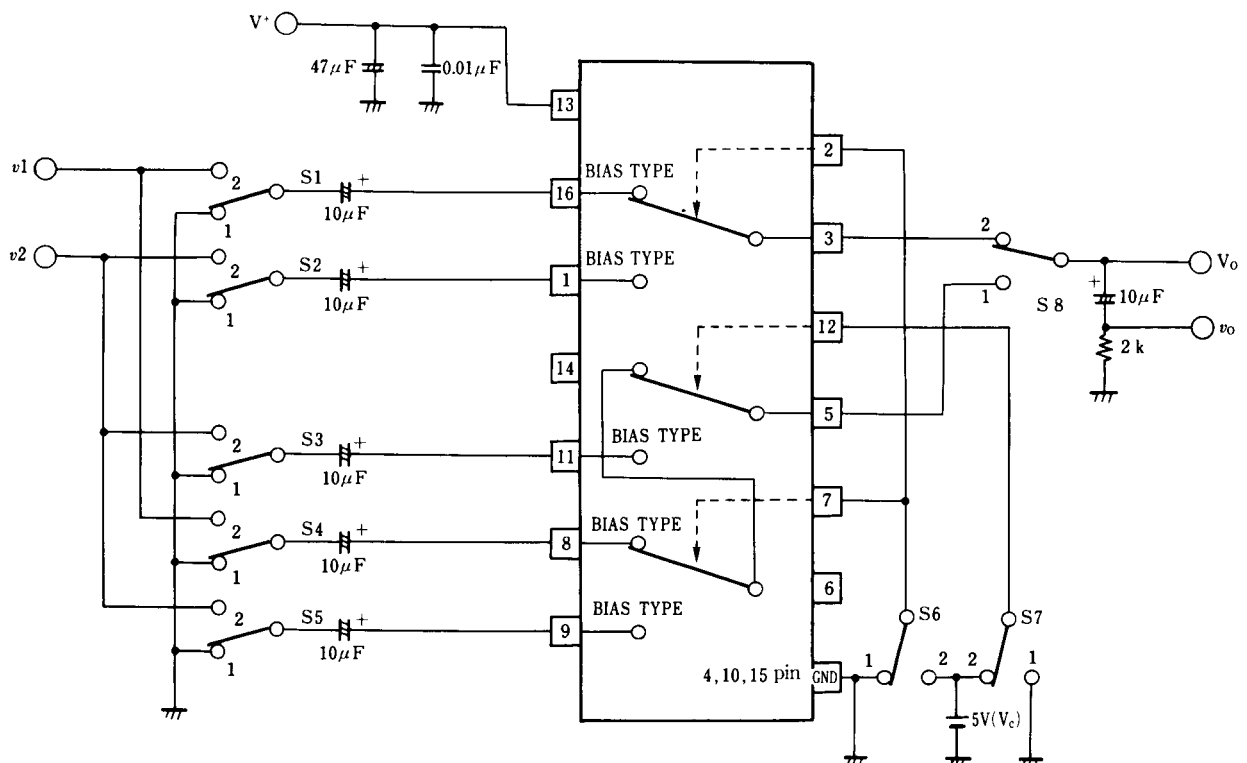 V+
47μF
0.01μF
13
v1
2
S1
+
1
10μF
16
BIAS TYPE
2
3
v2
2
S2
+
1
10μF
1
BIAS TYPE
2
1
S 8
Vo
+
10μF
vo
2 k
12
14
5
2
S3
+
1
10μF
11
BIAS TYPE
7
2
S4
+
1
10μF
8
BIAS TYPE
6
2
S5
+
1
10μF
9
BIAS TYPE
S6
S7
4,10,15 pin
GND
1
2
2
1
5V(Vc)